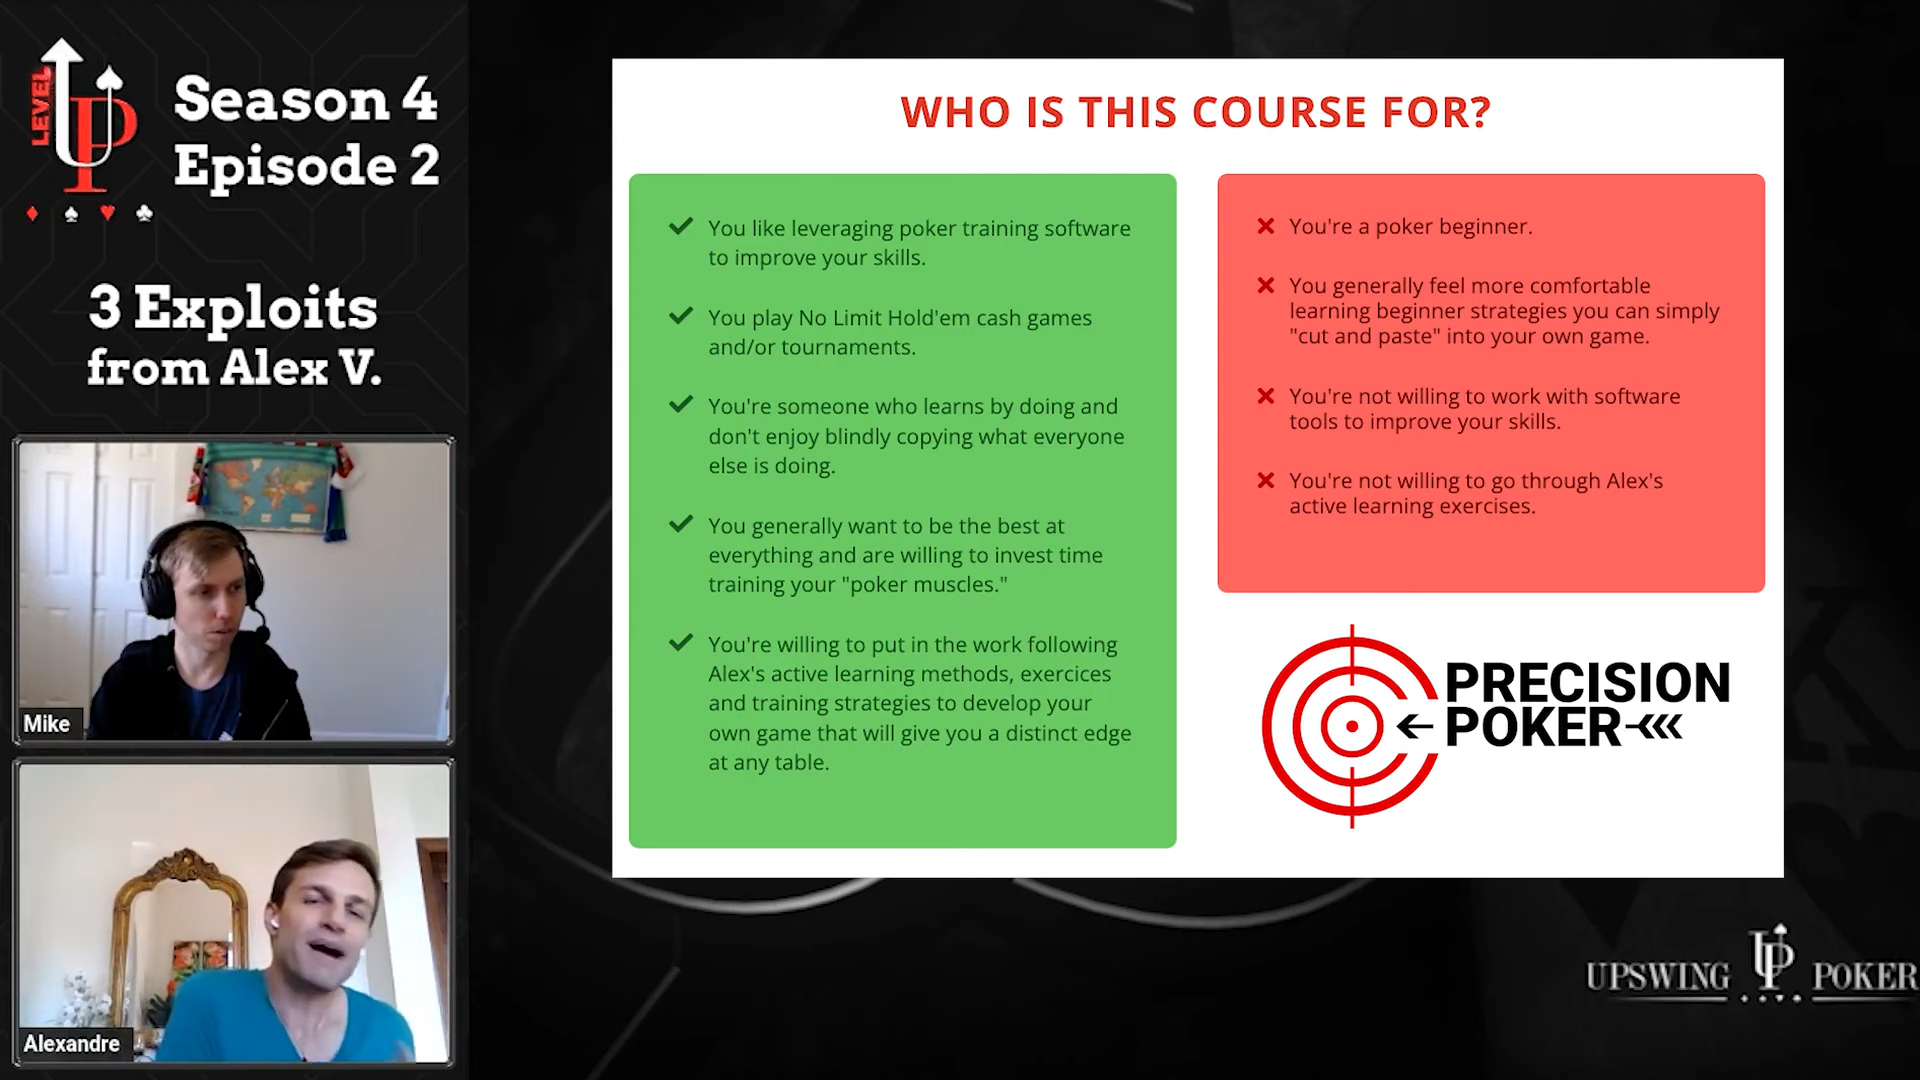 LEVEL
UP
Season 4
Episode 2
3 Exploits
from Alex V.
Mike
Alexandre
WHO IS THIS COURSE FOR?
You like leveraging poker training software
to improve your skills.
You play No Limit Hold'em cash games
and/or tournaments.
You're someone who learns by doing and
don't enjoy blindly copying what everyone
else is doing.
You generally want to be the best at
everything and are willing to invest time
training your "poker muscles."
You're willing to put in the work following
Alex's active learning methods, exercices
and training strategies to develop your
own game that will give you a distinct edge
at any table.
You're a poker beginner.
You generally feel more comfortable
learning beginner strategies you can simply
"cut and paste" into your own game.
You're not willing to work with software
tools to improve your skills.
You're not willing to go through Alex's
active learning exercises.
PRECISION
POKER
UPSWING UP POKER